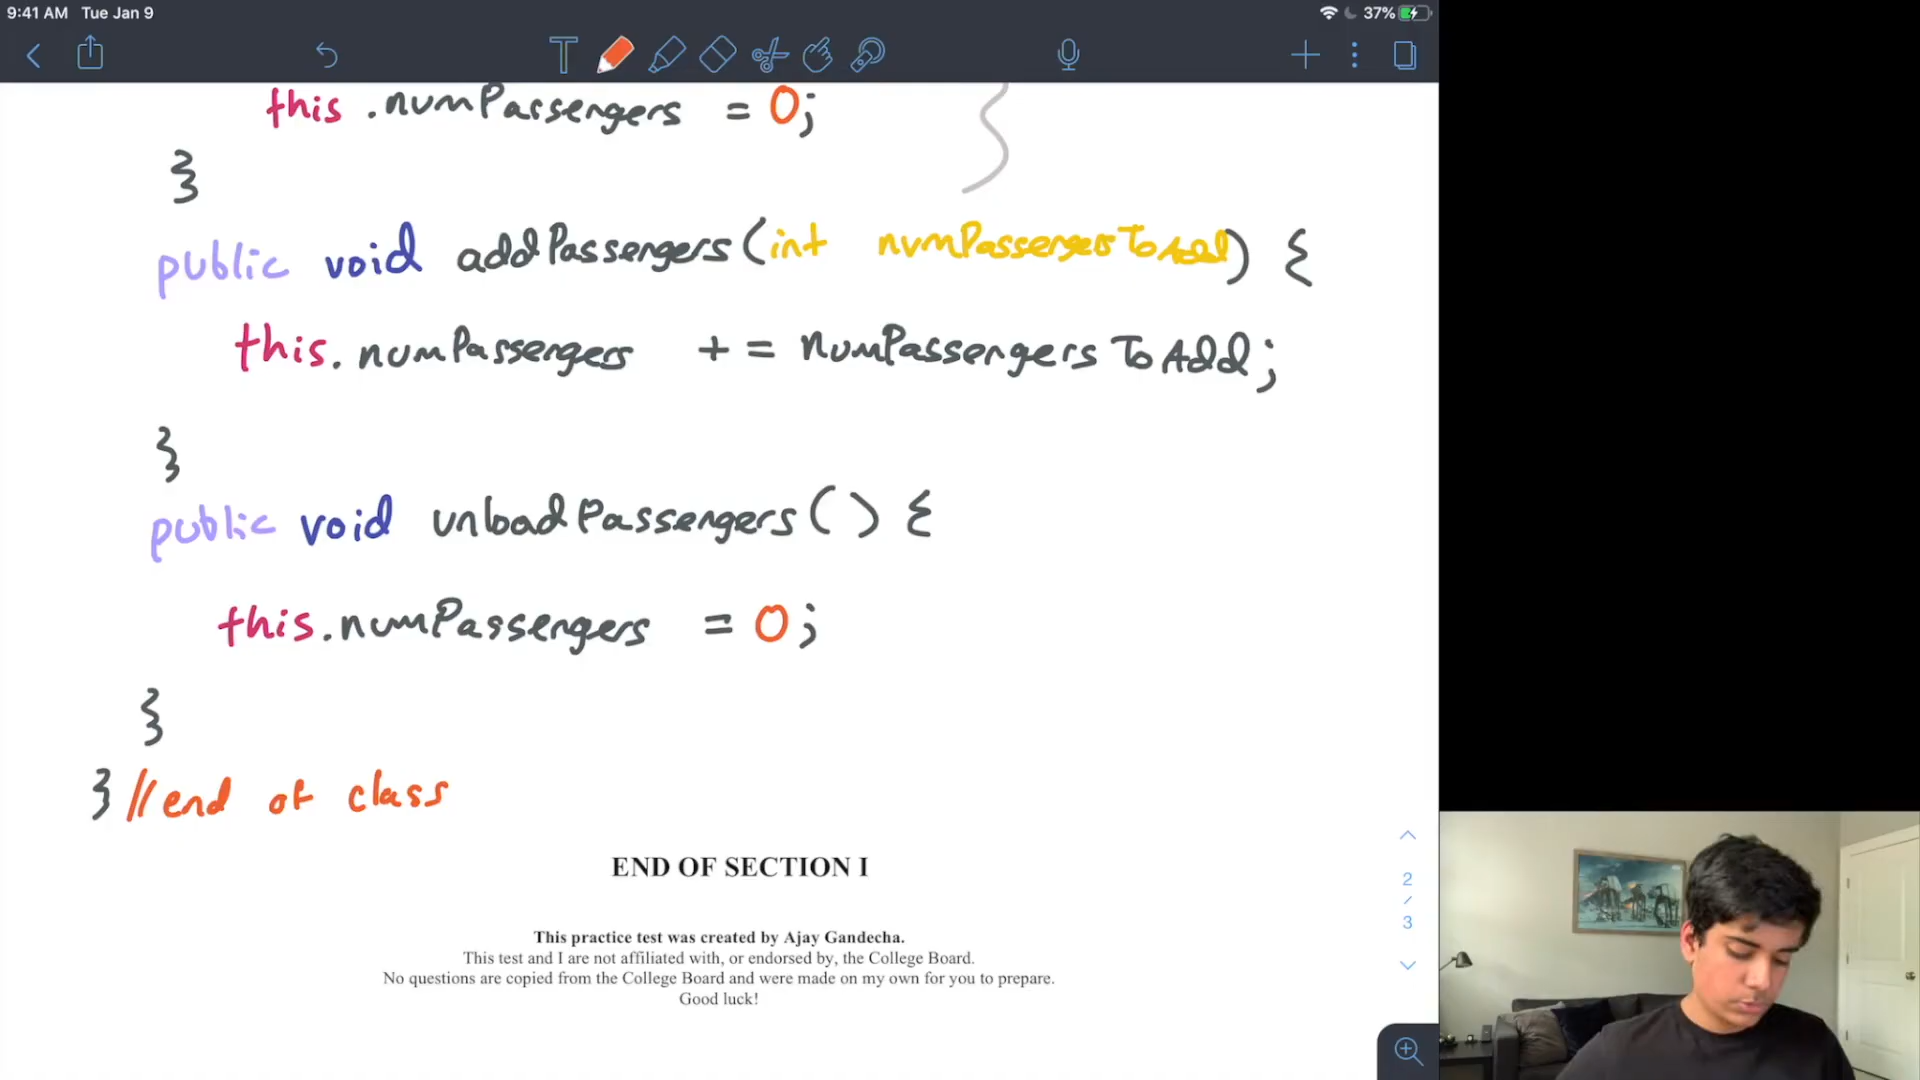 9:41 AM Tue Jan 9
37%
this.numPassengers = 0;
}
public void addPassengers(int numPassengersToAdd) {
this.numPassengers += numPassengersToAdd;
}
public void unloadPassengers() {
this.numPassengers = 0;
}
} //end of class
END OF SECTION I
This practice test was created by Ajay Gandecha.
This test and I are not affiliated with, or endorsed by, the College Board.
No questions are copied from the College Board and were made on my own for you to prepare.
Good luck!
2
/
3